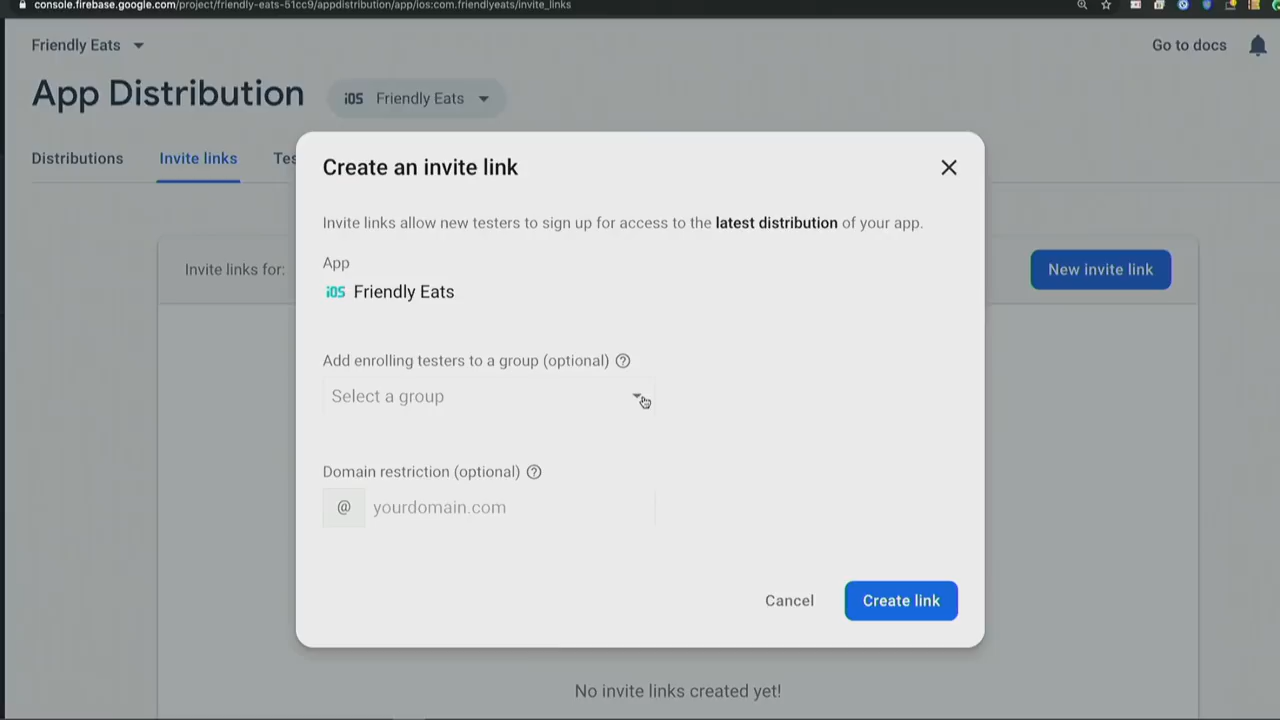 console.firebase.google.com/project/friendly-eats-51cc9/appdistribution/app/ios:com.friendlyeats/invite_links
Friendly Eats
Go to docs
App Distribution
iOS Friendly Eats
Distributions Invite links Tes
Create an invite link
Invite links allow new testers to sign up for access to the latest distribution of your app.
Invite links for:
New invite link
App
iOS Friendly Eats
Add enrolling testers to a group (optional)
Select a group
Domain restriction (optional)
@ yourdomain.com
Cancel Create link
No invite links created yet!